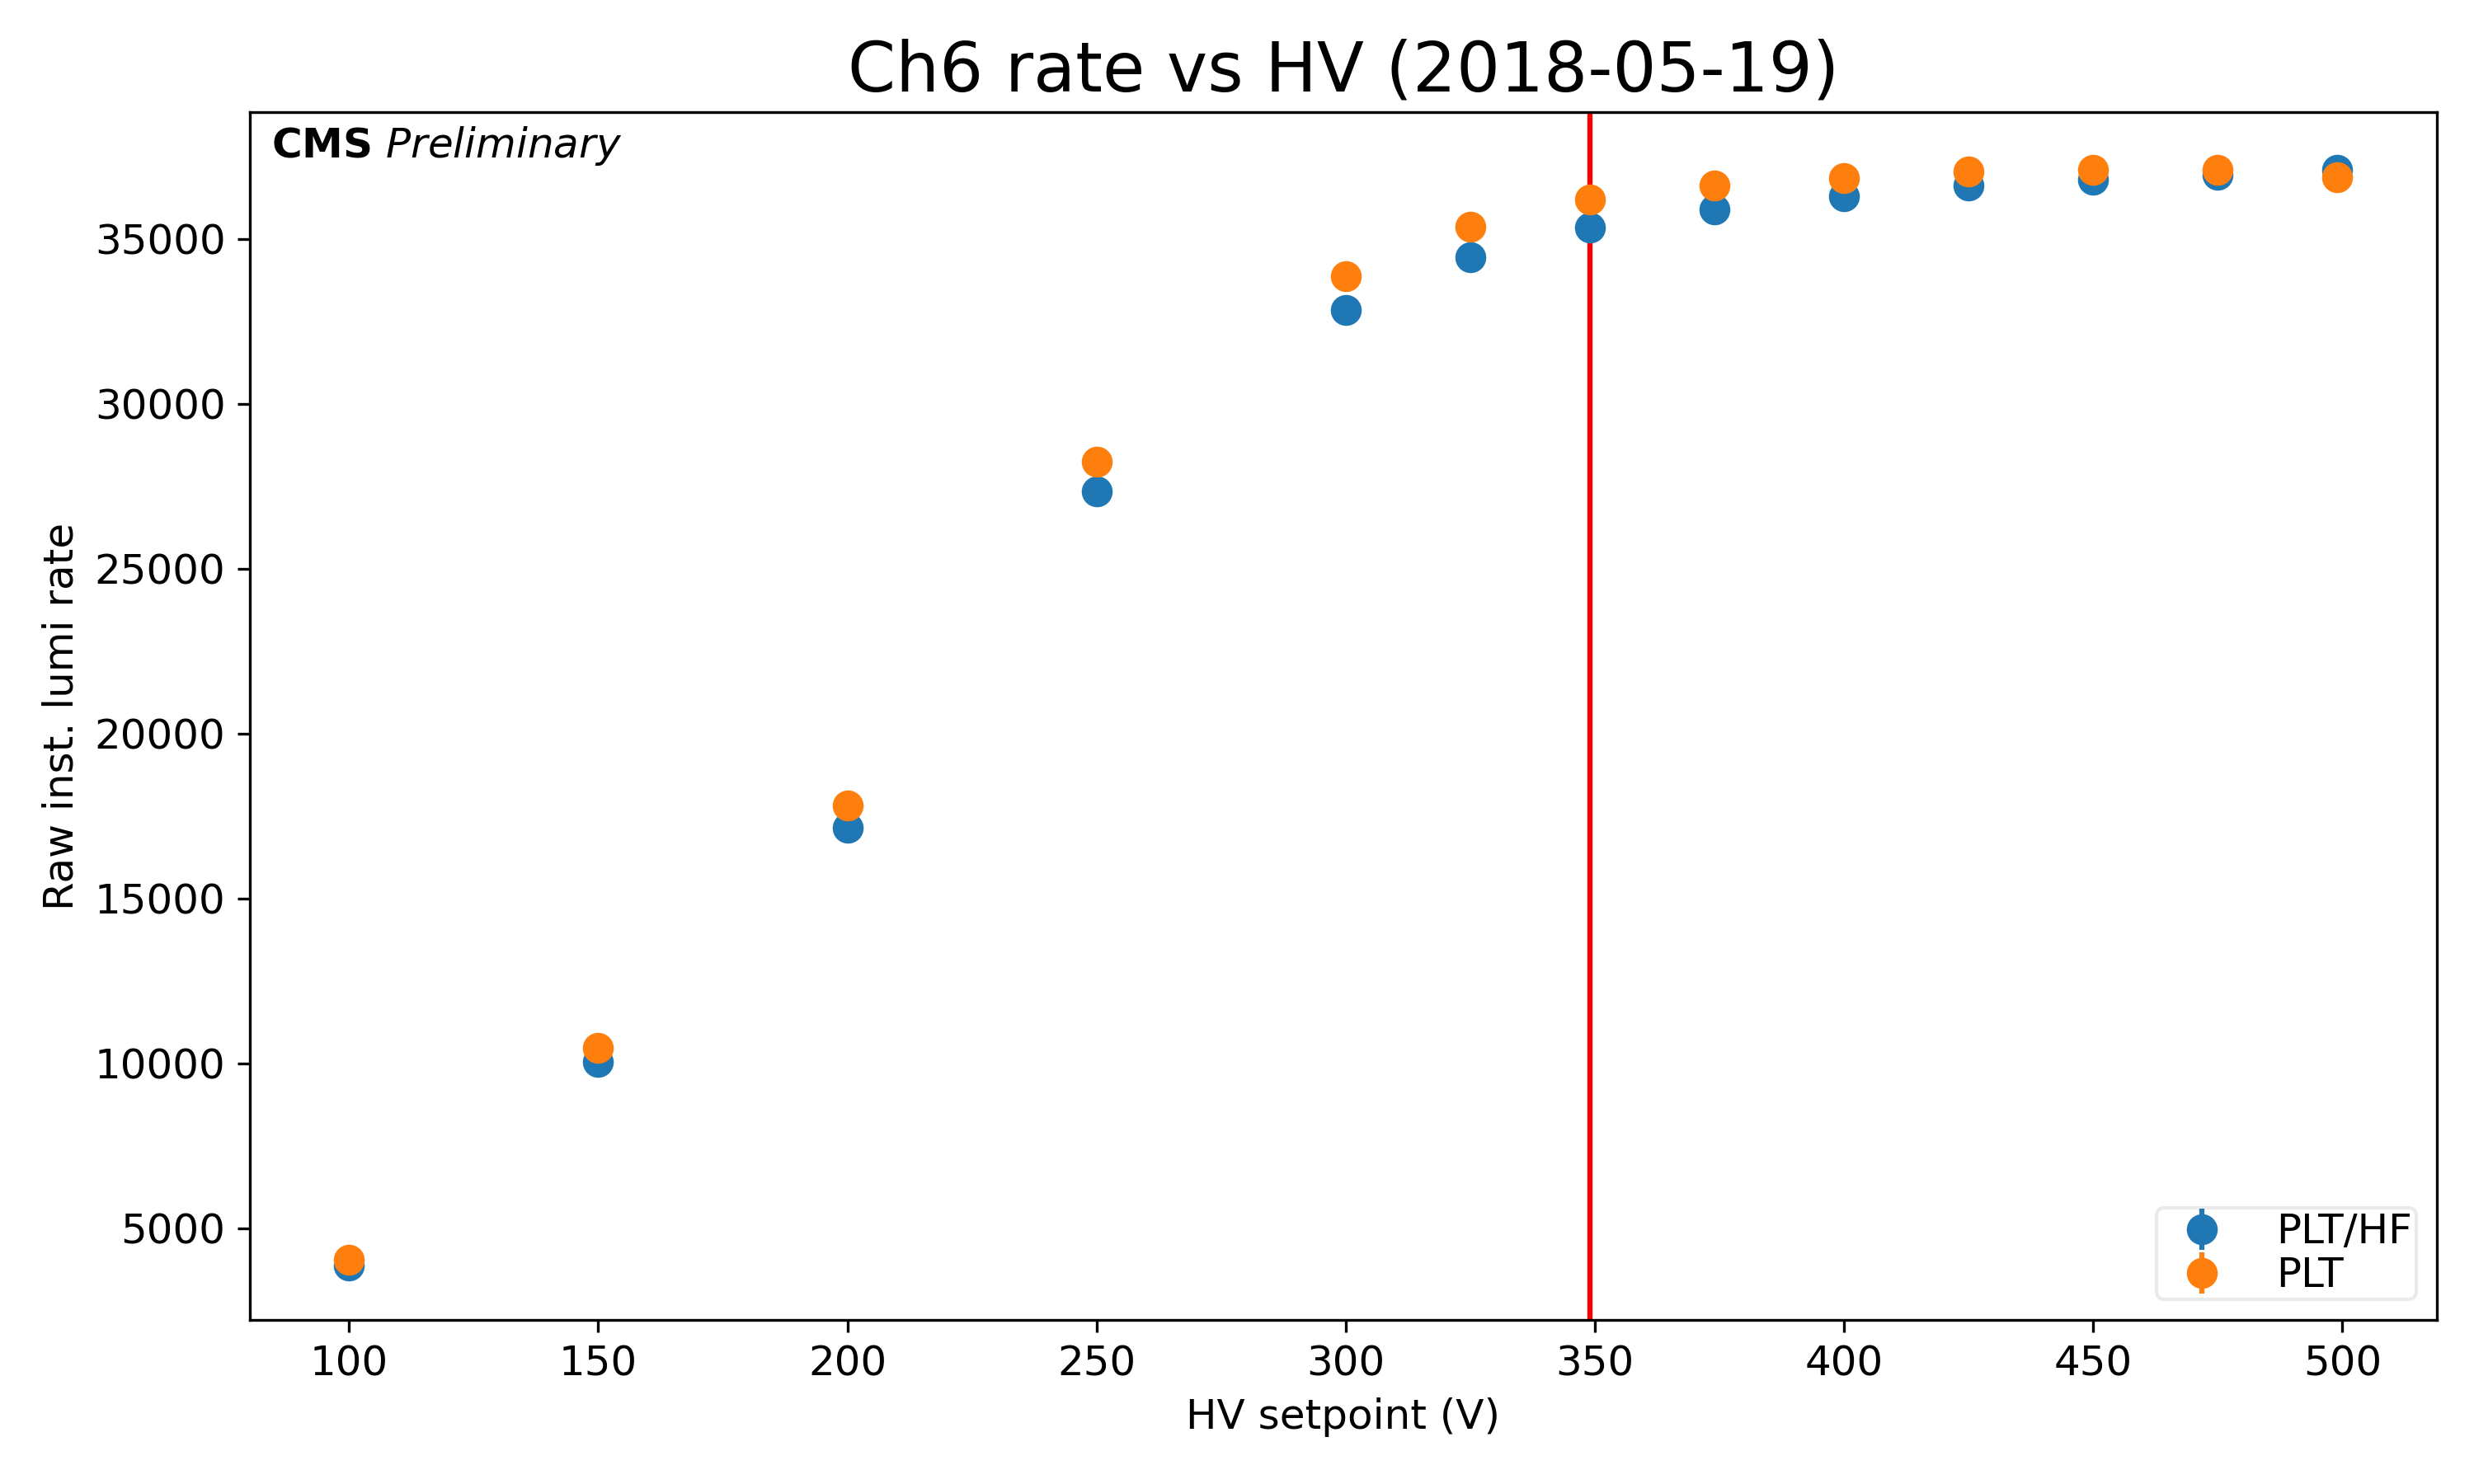 Ch6 rate vs HV (2018-05-19)
CMS Preliminary
35000
30000
25000
20000
15000
10000
5000
Raw inst. lumi rate
PLT/HF
PLT
100 150 200 250 300 350 400 450 500
HV setpoint (V)